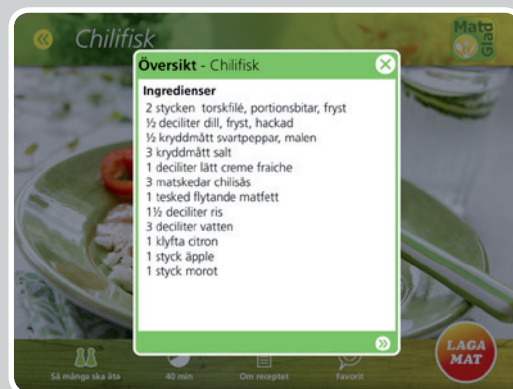 Chilifisk
Mat
Glad
Översikt - Chilifisk
Ingredienser
2 stycken torskfilé, portionsbitar, fryst
½ deciliter dill, fryst, hackad
½ kryddmått svartpeppar, malen
3 kryddmått salt
1 deciliter lätt creme fraiche
3 matskedar chilisås
1 tesked flytande matfett
1½ deciliter ris
3 deciliter vatten
1 klyfta citron
1 styck äpple
1 styck morot
Så många ska äta
40 min
Om receptet
Favorit
LAGA
MAT